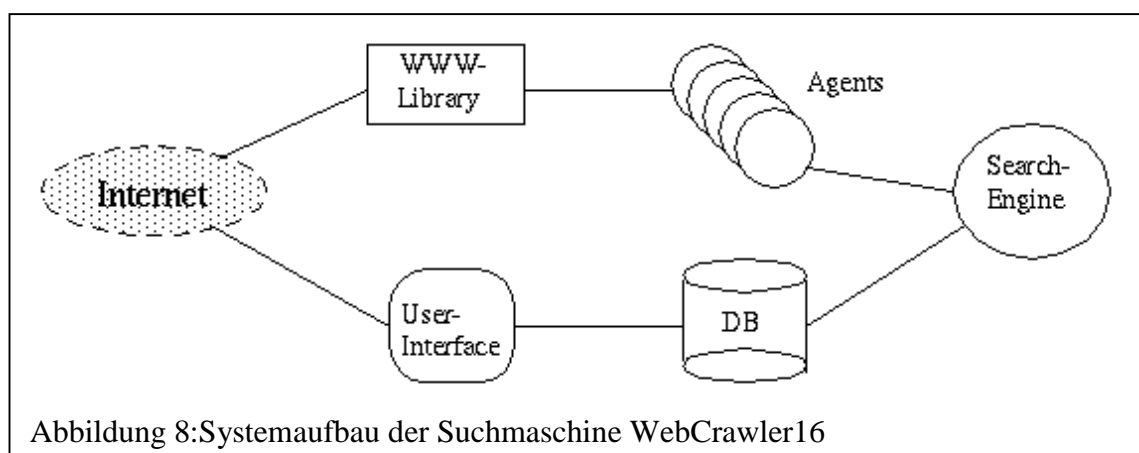 WWW-
Library
Agents
Internet
Search-
Engine
User-
Interface
DB
Abbildung 8:Systemaufbau der Suchmaschine WebCrawler16